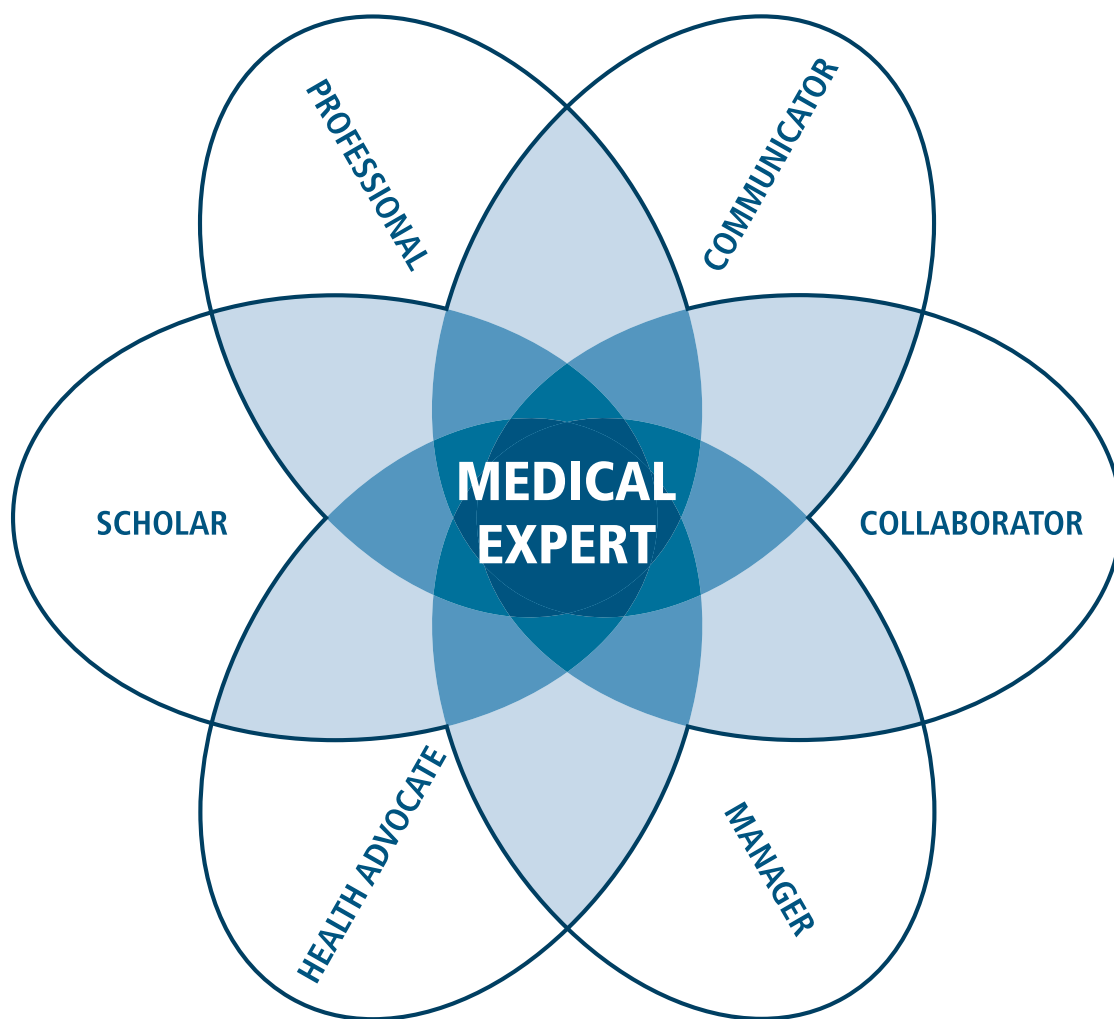 PROFESSIONAL
COMMUNICATOR
SCHOLAR
MEDICAL
EXPERT
COLLABORATOR
HEALTH ADVOCATE
MANAGER